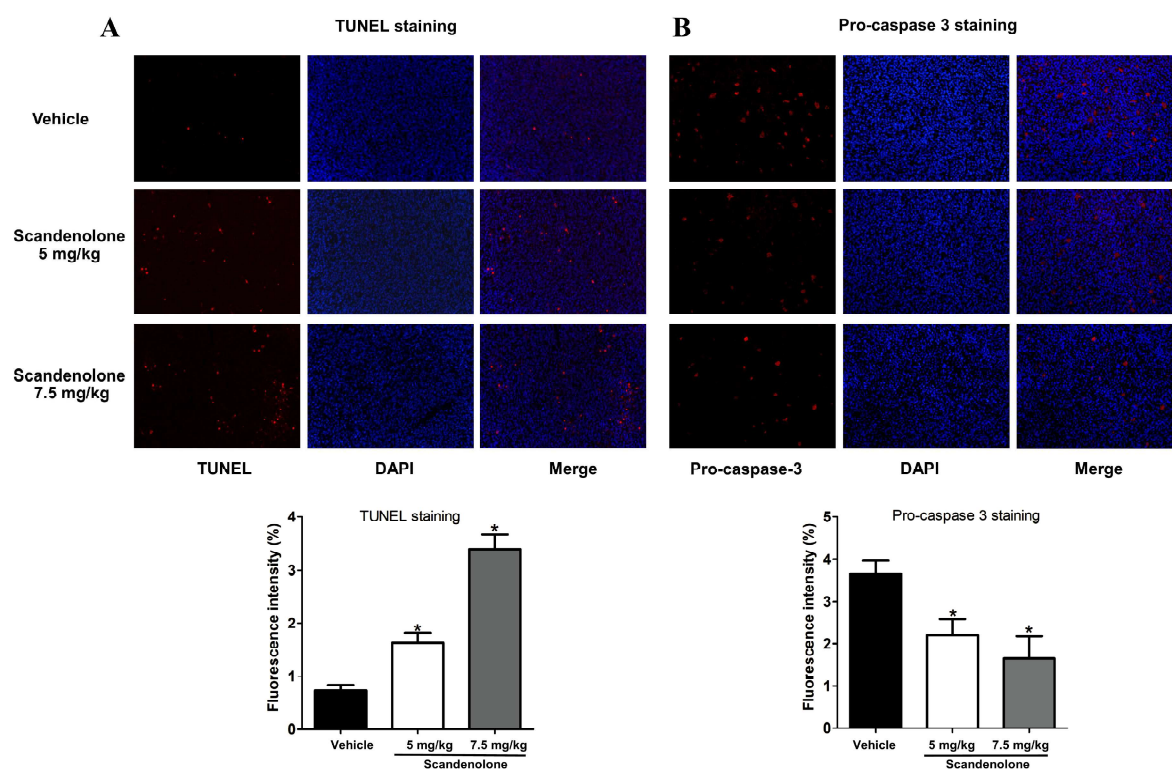 A
TUNEL staining
B
Pro-caspase 3 staining
Vehicle
Scandenolone
5 mg/kg
Scandenolone
7.5 mg/kg
TUNEL
DAPI
Merge
Pro-caspase-3
DAPI
Merge
TUNEL staining
Fluorescence intensity (%)
4
3
2
1
0
*
*
Vehicle
5 mg/kg
7.5 mg/kg
Scandenolone
Pro-caspase 3 staining
Fluorescence intensity (%)
5
4
3
2
1
0
*
*
Vehicle
5 mg/kg
7.5 mg/kg
Scandenolone